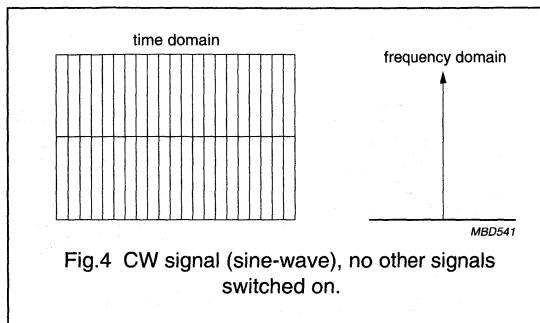 time domain
frequency domain
MBD541
Fig.4 CW signal (sine-wave), no other signals
switched on.